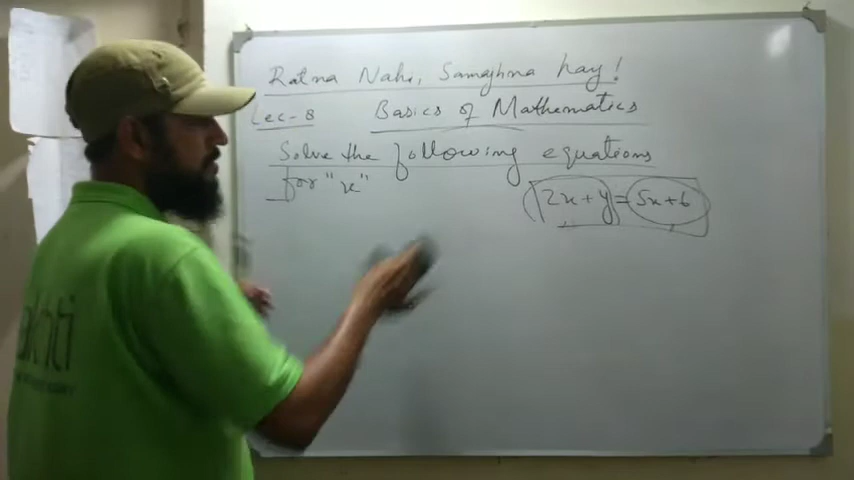 Ratna Nahi, Samajhna hay!
Lec-8 Basics of Mathematics
Solve the following equations
for "x"
2x+y=5x+6